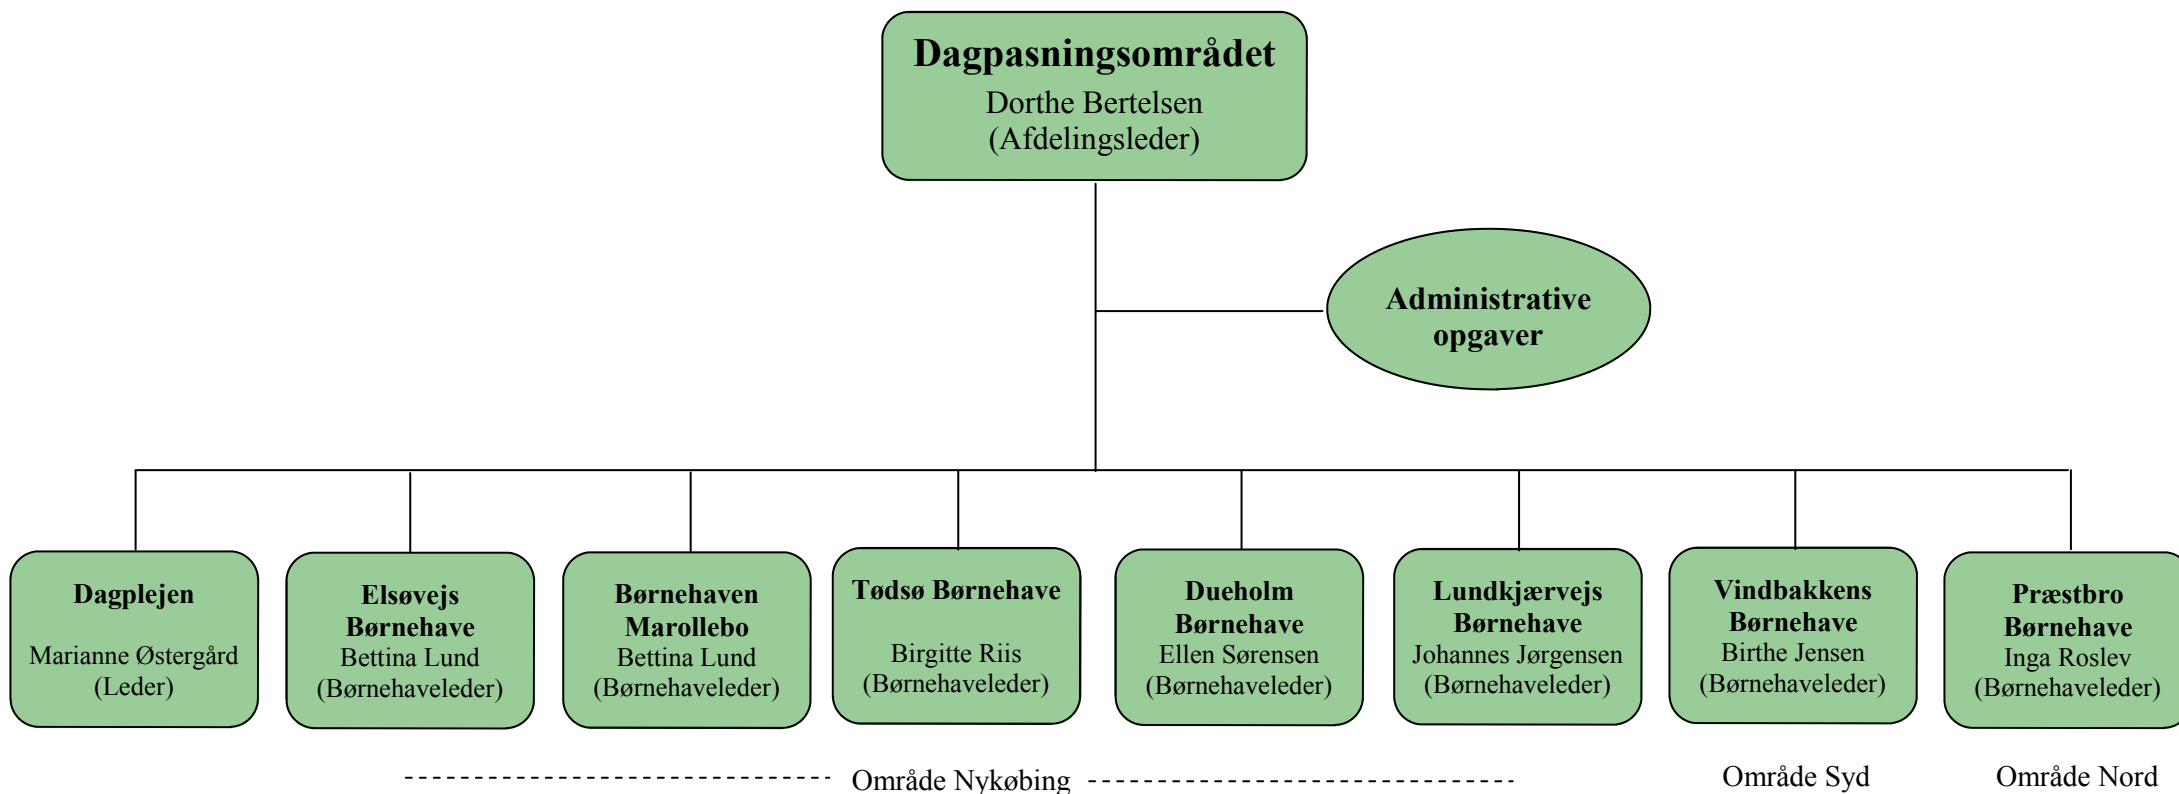 Dagpasningsområdet
Dorthe Bertelsen
(Afdelingsleder)
Administrative
opgaver
Dagplejen
Marianne Østergård
(Leder)
Elsøvejs
Børnehave
Bettina Lund
(Børnehaveleder)
Børnehaven
Marollebo
Bettina Lund
(Børnehaveleder)
Tødsø Børnehave
Birgitte Riis
(Børnehaveleder)
Dueholm
Børnehave
Ellen Sørensen
(Børnehaveleder)
Lundkjærvejs
Børnehave
Johannes Jørgensen
(Børnehaveleder)
Vindbakkens
Børnehave
Birthe Jensen
(Børnehaveleder)
Præstbro
Børnehave
Inga Roslev
(Børnehaveleder)
Område Nykøbing
Område Syd
Område Nord